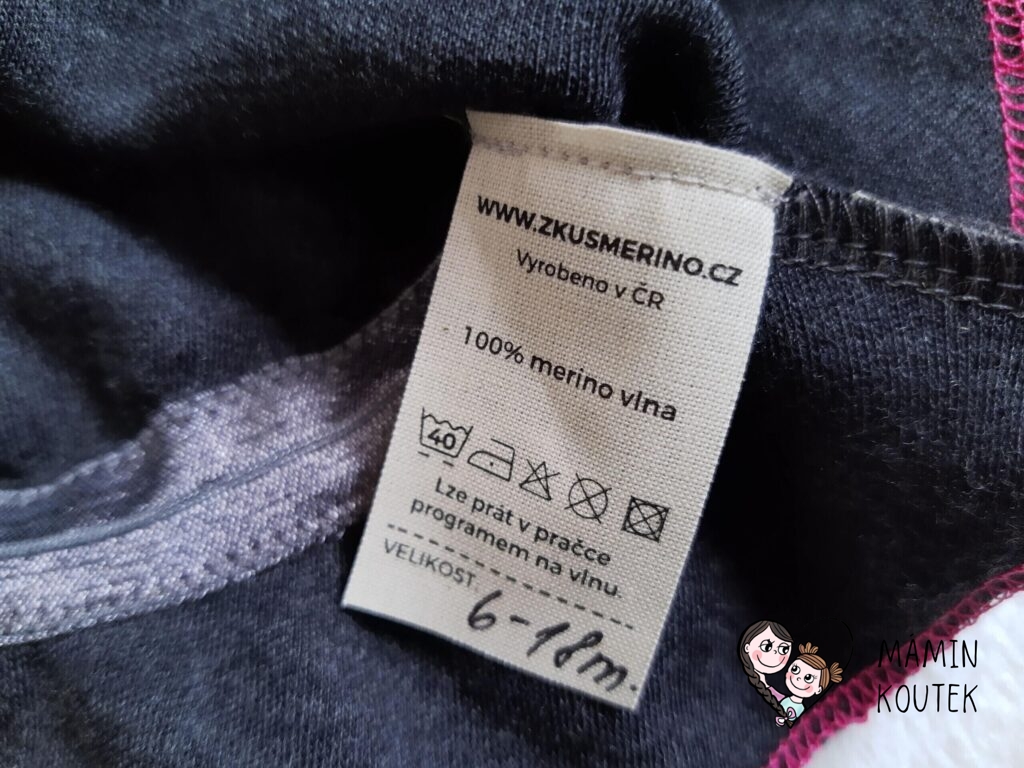 WWW.ZKUSMERINO.CZ
Vyrobeno v ČR
100% merino vlna
40
Lze prát v pračce
programem na vlnu.
VELIKOST
6-18m.
MÁMIN
KOUTEK